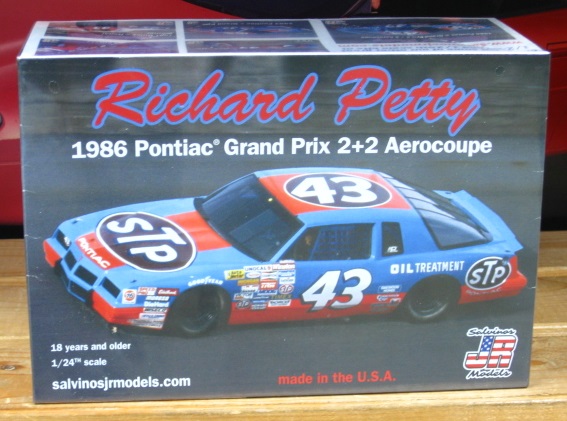 Richard Petty
1986 Pontiac® Grand Prix 2+2 Aerocoupe
43
STP
PONTIAC
GOODYEAR
43
OIL TREATMENT
STP
18 years and older
1/24TH scale
salvinosjrmodels.com
made in the U.S.A.
Salvinos
JR
Models